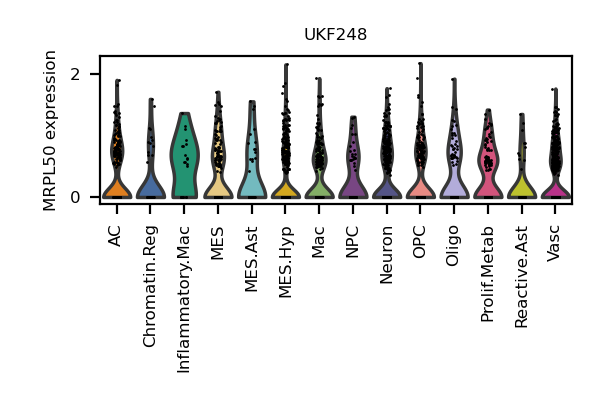 UKF248
MRPL50 expression
2
0
AC
Chromatin.Reg
Inflammatory.Mac
MES
MES.Ast
MES.Hyp
Mac
NPC
Neuron
OPC
Oligo
Prolif.Metab
Reactive.Ast
Vasc